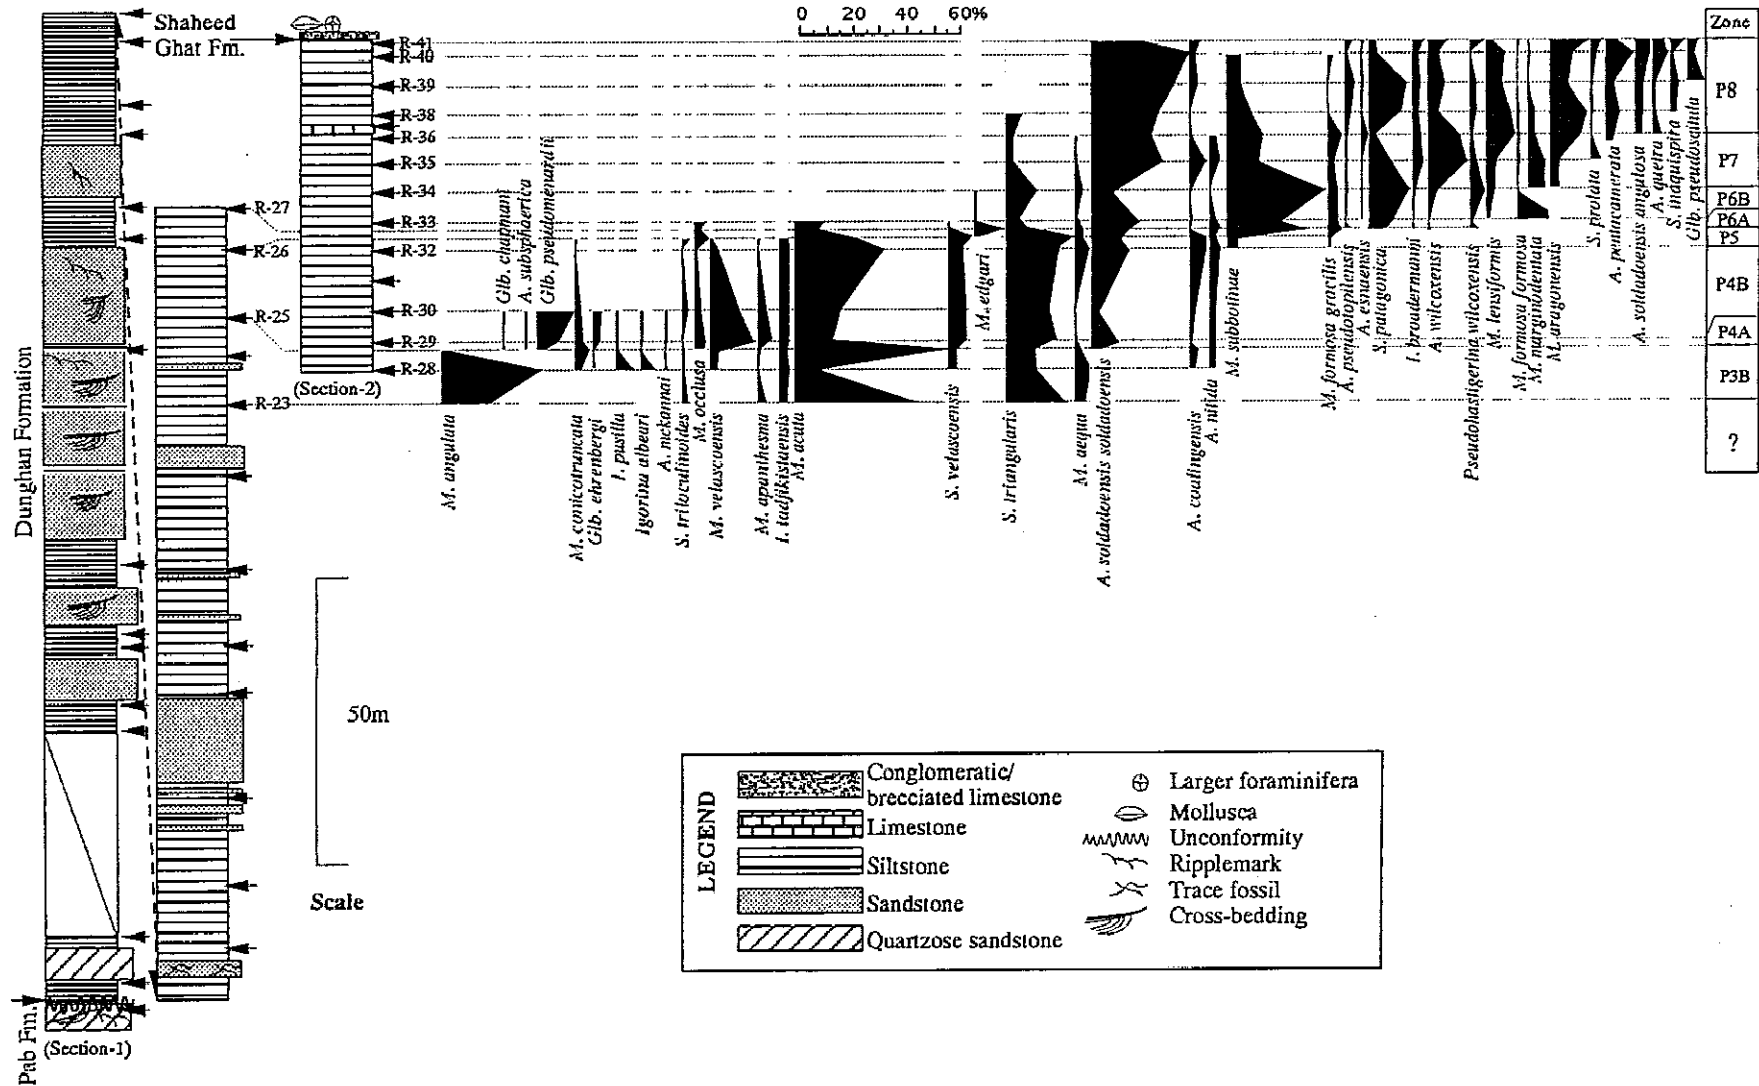 Shaheed
Ghat Fm.
0 20 40 60%
Zone
R-41
R-40
R-39
R-38
R-36
R-35
R-34
R-33
R-32
R-30
R-29
R-28
R-23
R-27
R-26
R-25
P8
P7
P6B
P6A
P5
P4B
P4A
P3B
?
Glb. chapmani
A. subsphaerica
Glb. pseudomenardii
M. edgari
M. angulata
M. conicotruncata
Glb. ehrenbergi
I. pusilla
Igorina albeari
A. mckannai
S. triloculinoides
M. occlusa
M. velascoensis
M. apanthesma
I. tadjikistaensis
M. acuta
S. velascoensis
S. triangularis
M. aequa
A. soldadoensis soldadoensis
A. coalingensis
A. nitida
M. subbotinae
M. formosa gracilis
A. pseudotopilensis
A. esnaensis
S. patagonica
I. broadermanni
A. wilcoxensis
Pseudohastigerina wilcoxensis
M. lensiformis
M. formosa formosa
M. marginodentata
M. aragonensis
S. prolata
A. pentacamerata
A. soldadoensis angulosa
A. quetra
S. inaquispira
Dunghan Formation
(Section-2)
50m
Scale
Pab Fm.
(Section-1)
LEGEND
Conglomeratic/
brecciated limestone
Limestone
Siltstone
Sandstone
Quartzose sandstone
Larger foraminifera
Mollusca
Unconformity
Ripplemark
Trace fossil
Cross-bedding